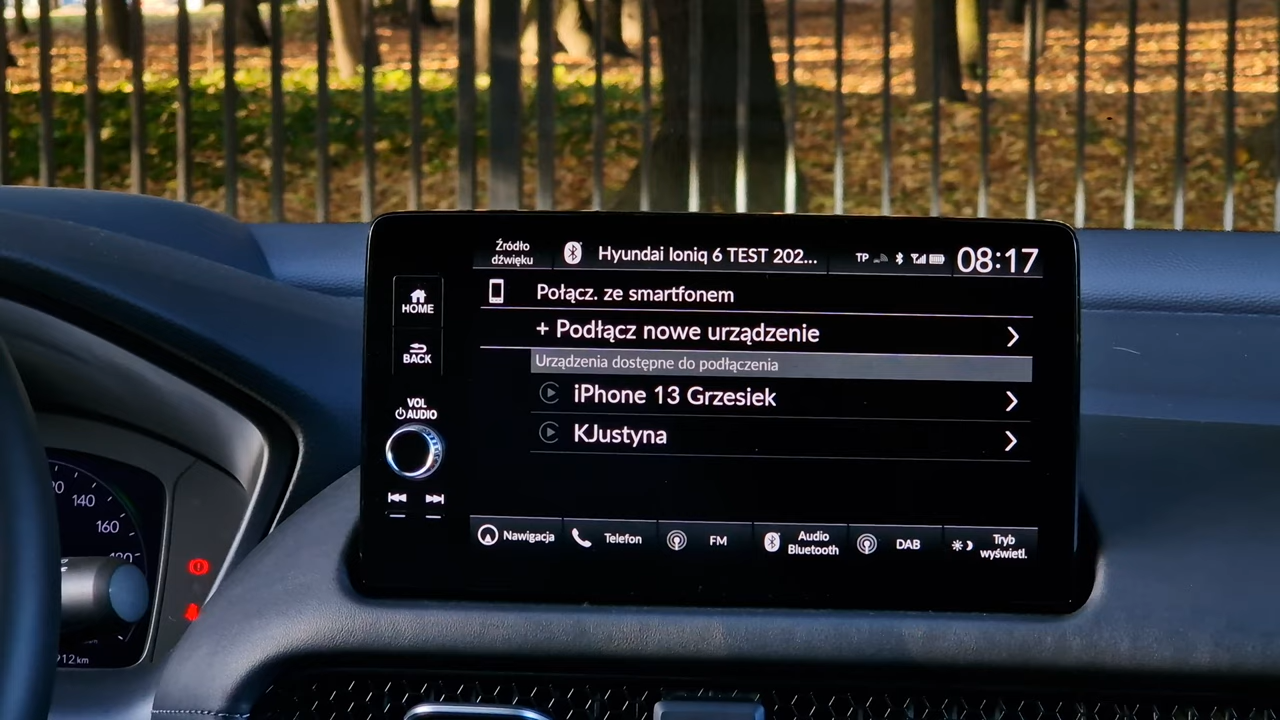 Źródło
dźwięku
Hyundai Ioniq 6 TEST 202...
TP
08:17
HOME
BACK
VOL
AUDIO
Połącz. ze smartfonem
+ Podłącz nowe urządzenie
Urządzenia dostępne do podłączenia
iPhone 13 Grzesiek
KJustyna
Nawigacja
Telefon
FM
Audio
Bluetooth
DAB
Tryb
wyświetl.
140
160
912 km